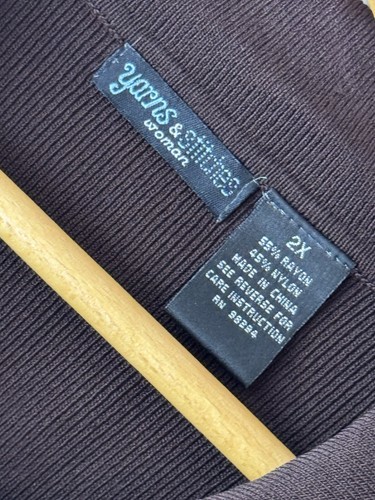 yarns & stitches
woman
2X
55% RAYON
45% NYLON
MADE IN CHINA
SEE REVERSE FOR
CARE INSTRUCTION
RN 98284